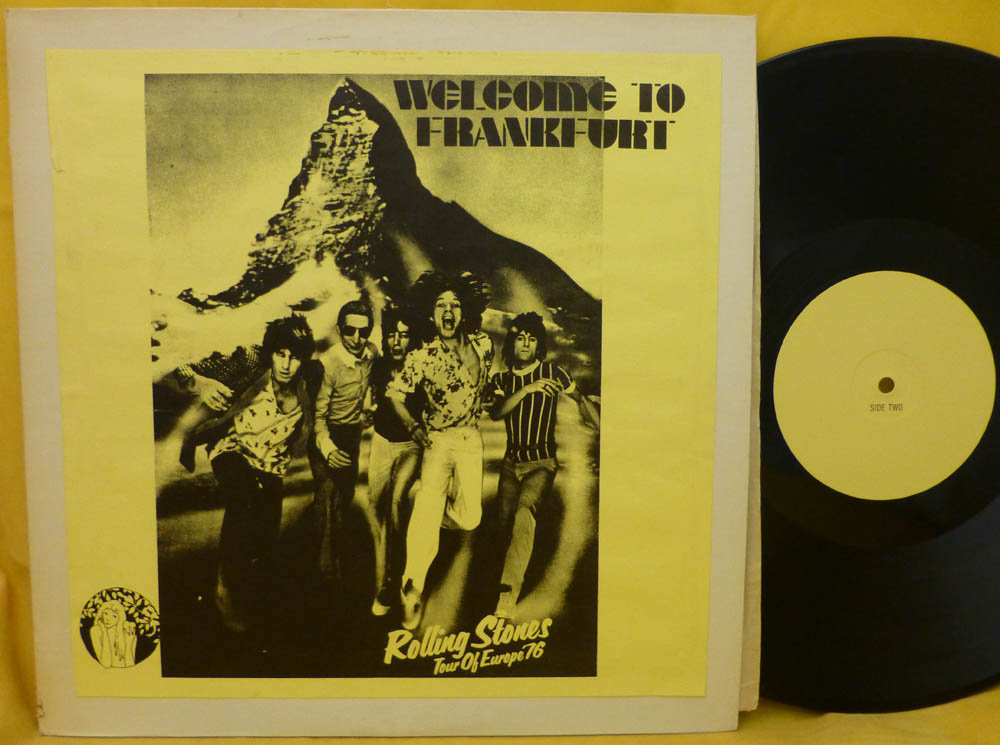 WELCOME TO
FRANKFURT
Rolling Stones
Tour Of Europe '76
SIDE TWO